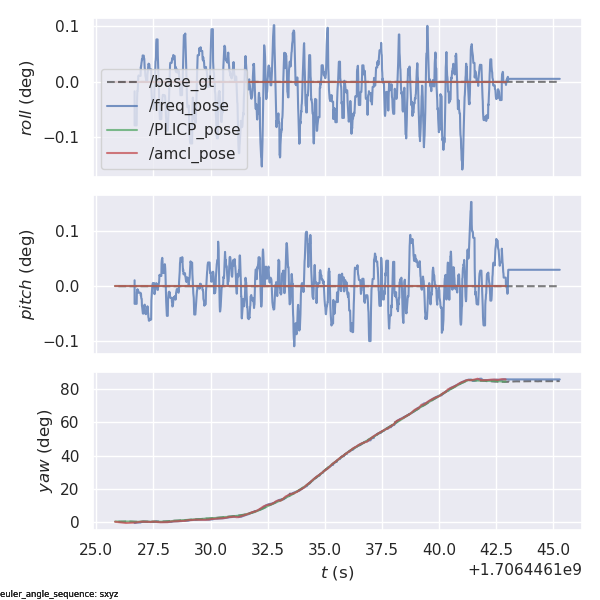 0.1
0.0
−0.1
roll (deg)
/base_gt
/freq_pose
/PLICP_pose
/amcl_pose
0.1
0.0
−0.1
pitch (deg)
80
60
40
20
0
yaw (deg)
25.0 27.5 30.0 32.5 35.0 37.5 40.0 42.5 45.0
t (s)
+1.7064461e9
euler_angle_sequence: sxyz